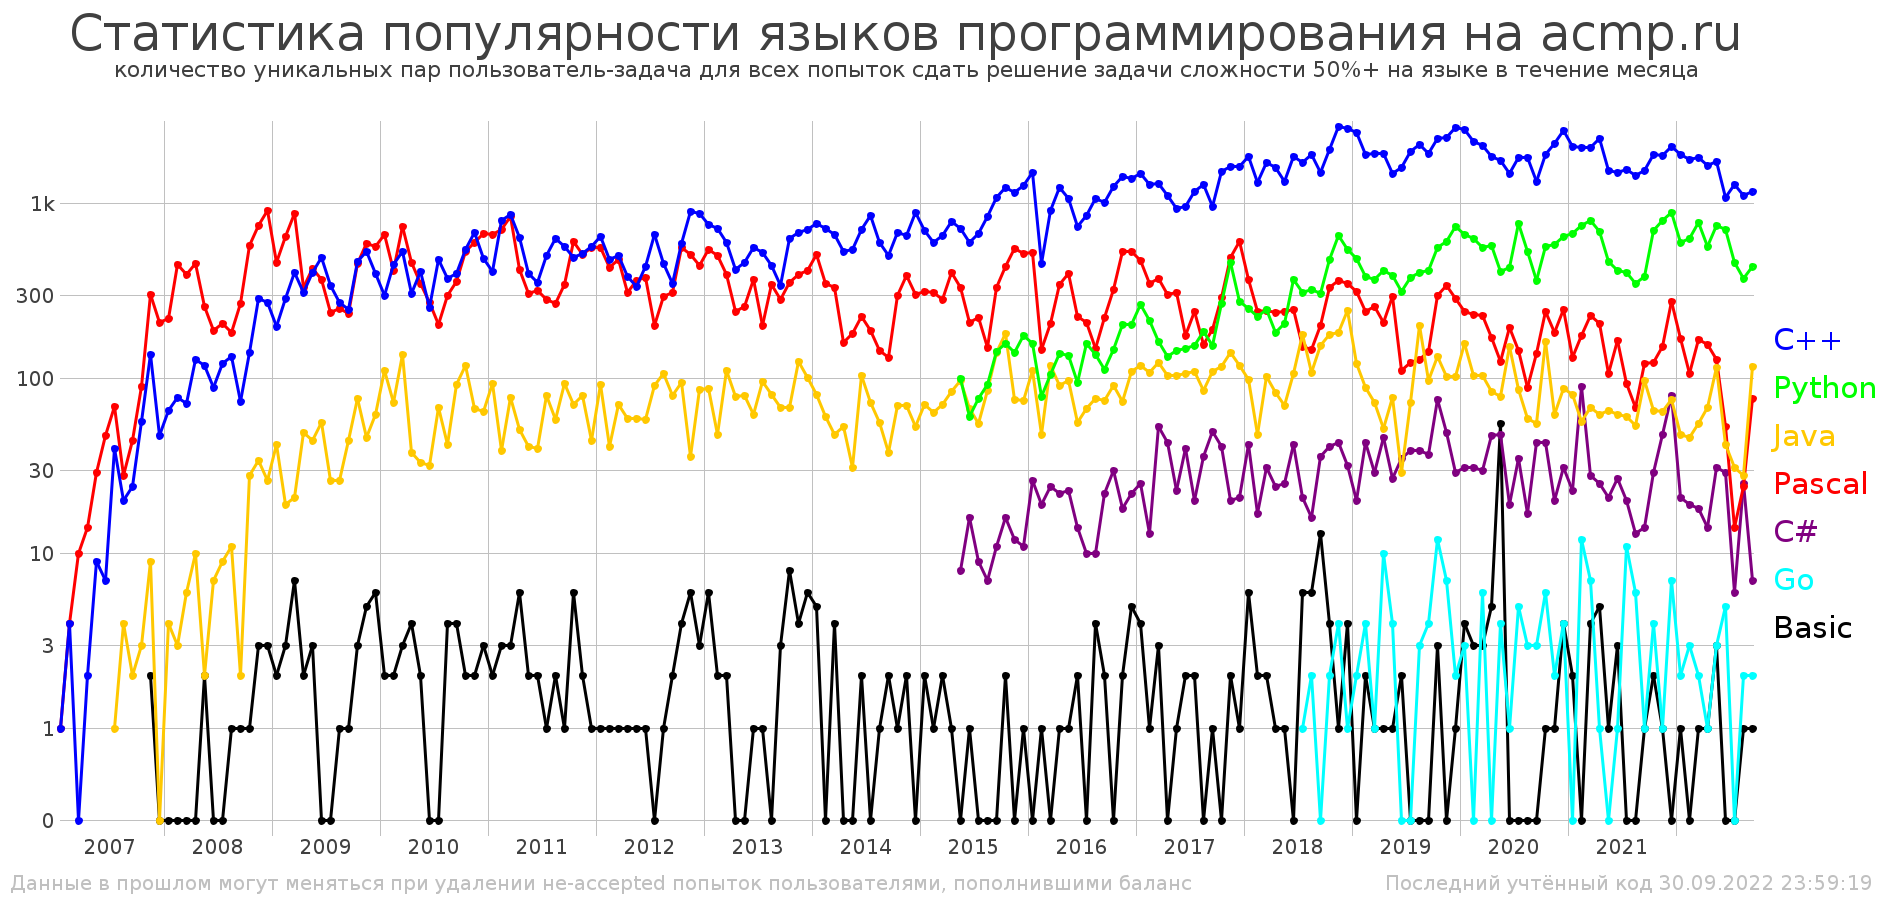 Статистика популярности языков программирования на acmp.ru
количество уникальных пар пользователь-задача для всех попыток сдать решение задачи сложности 50%+ на языке в течение месяца
1k
300
100
30
10
3
1
0
C++
Python
Java
Pascal
C#
Go
Basic
2007 2008 2009 2010 2011 2012 2013 2014 2015 2016 2017 2018 2019 2020 2021
Данные в прошлом могут меняться при удалении не-accepted попыток пользователями, пополнившими баланс
Последний учтённый код 30.09.2022 23:59:19